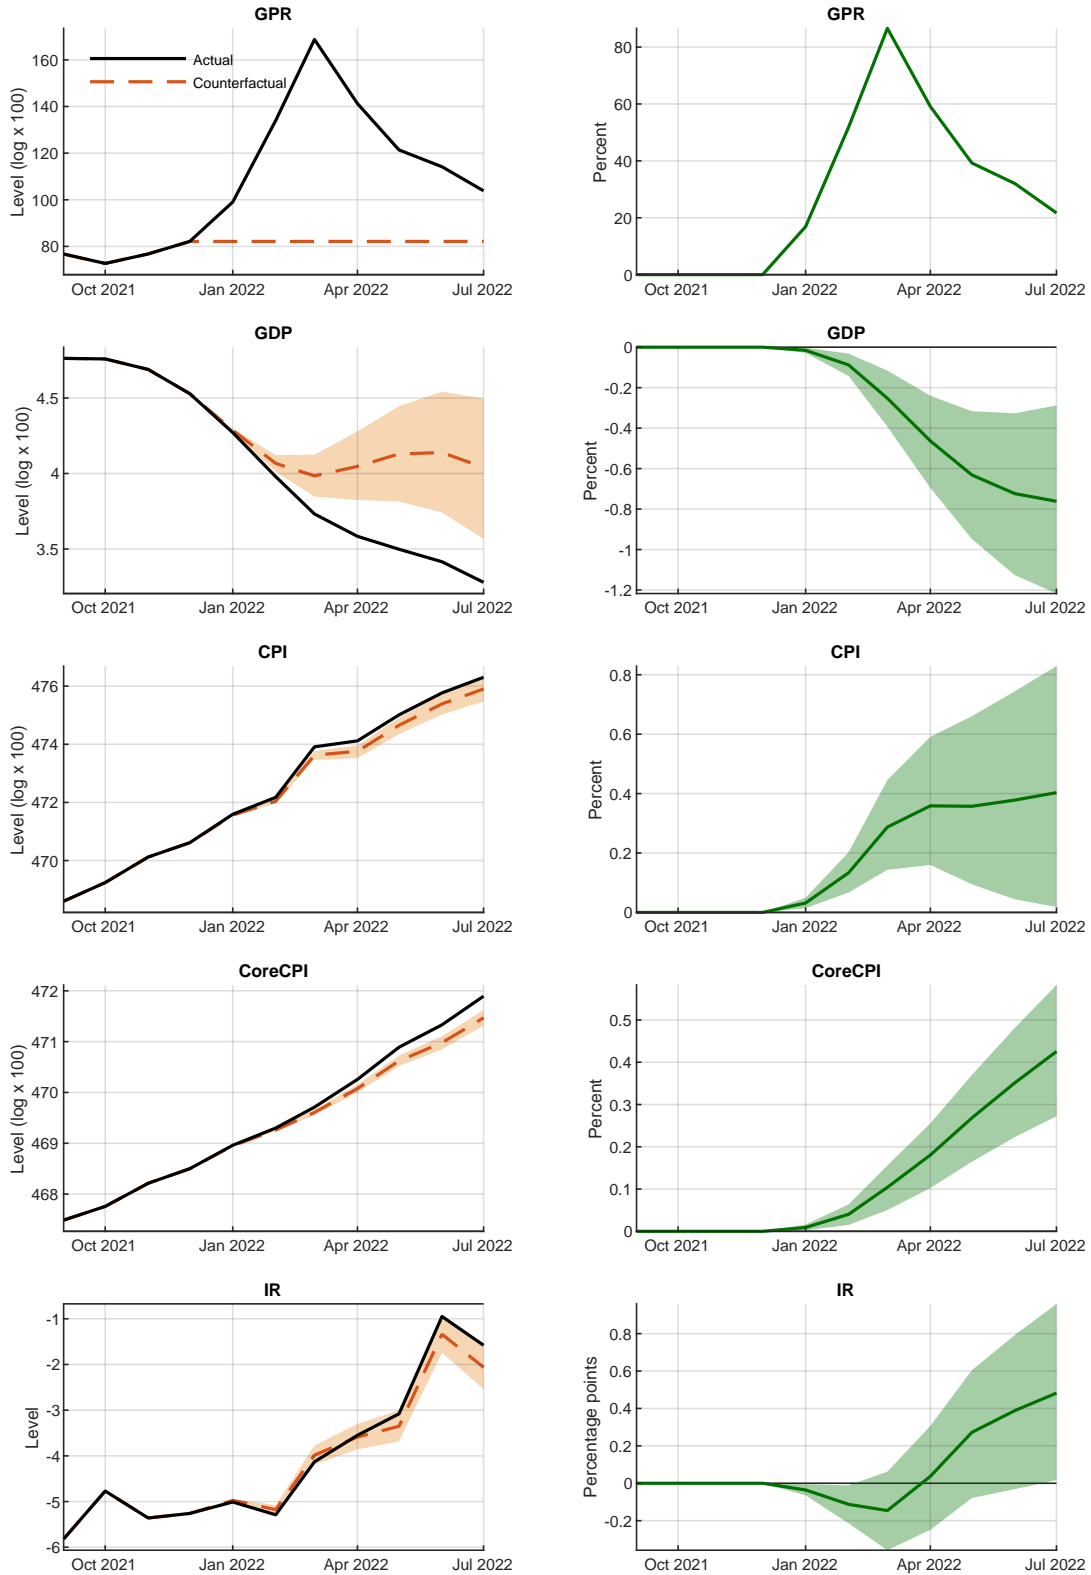 GPR
Level (log x 100)
160
140
120
100
80
Actual
Counterfactual
Oct 2021 Jan 2022 Apr 2022 Jul 2022
GPR
Percent
80
60
40
20
0
Oct 2021 Jan 2022 Apr 2022 Jul 2022
GDP
Level (log x 100)
4.5
4
3.5
Oct 2021 Jan 2022 Apr 2022 Jul 2022
GDP
Percent
0
-0.2
-0.4
-0.6
-0.8
-1
-1.2
Oct 2021 Jan 2022 Apr 2022 Jul 2022
CPI
Level (log x 100)
476
474
472
470
Oct 2021 Jan 2022 Apr 2022 Jul 2022
CPI
Percent
0.8
0.6
0.4
0.2
0
Oct 2021 Jan 2022 Apr 2022 Jul 2022
CoreCPI
Level (log x 100)
472
471
470
469
468
Oct 2021 Jan 2022 Apr 2022 Jul 2022
CoreCPI
Percent
0.5
0.4
0.3
0.2
0.1
0
Oct 2021 Jan 2022 Apr 2022 Jul 2022
IR
Level
-1
-2
-3
-4
-5
-6
Oct 2021 Jan 2022 Apr 2022 Jul 2022
IR
Percentage points
0.8
0.6
0.4
0.2
0
-0.2
Oct 2021 Jan 2022 Apr 2022 Jul 2022